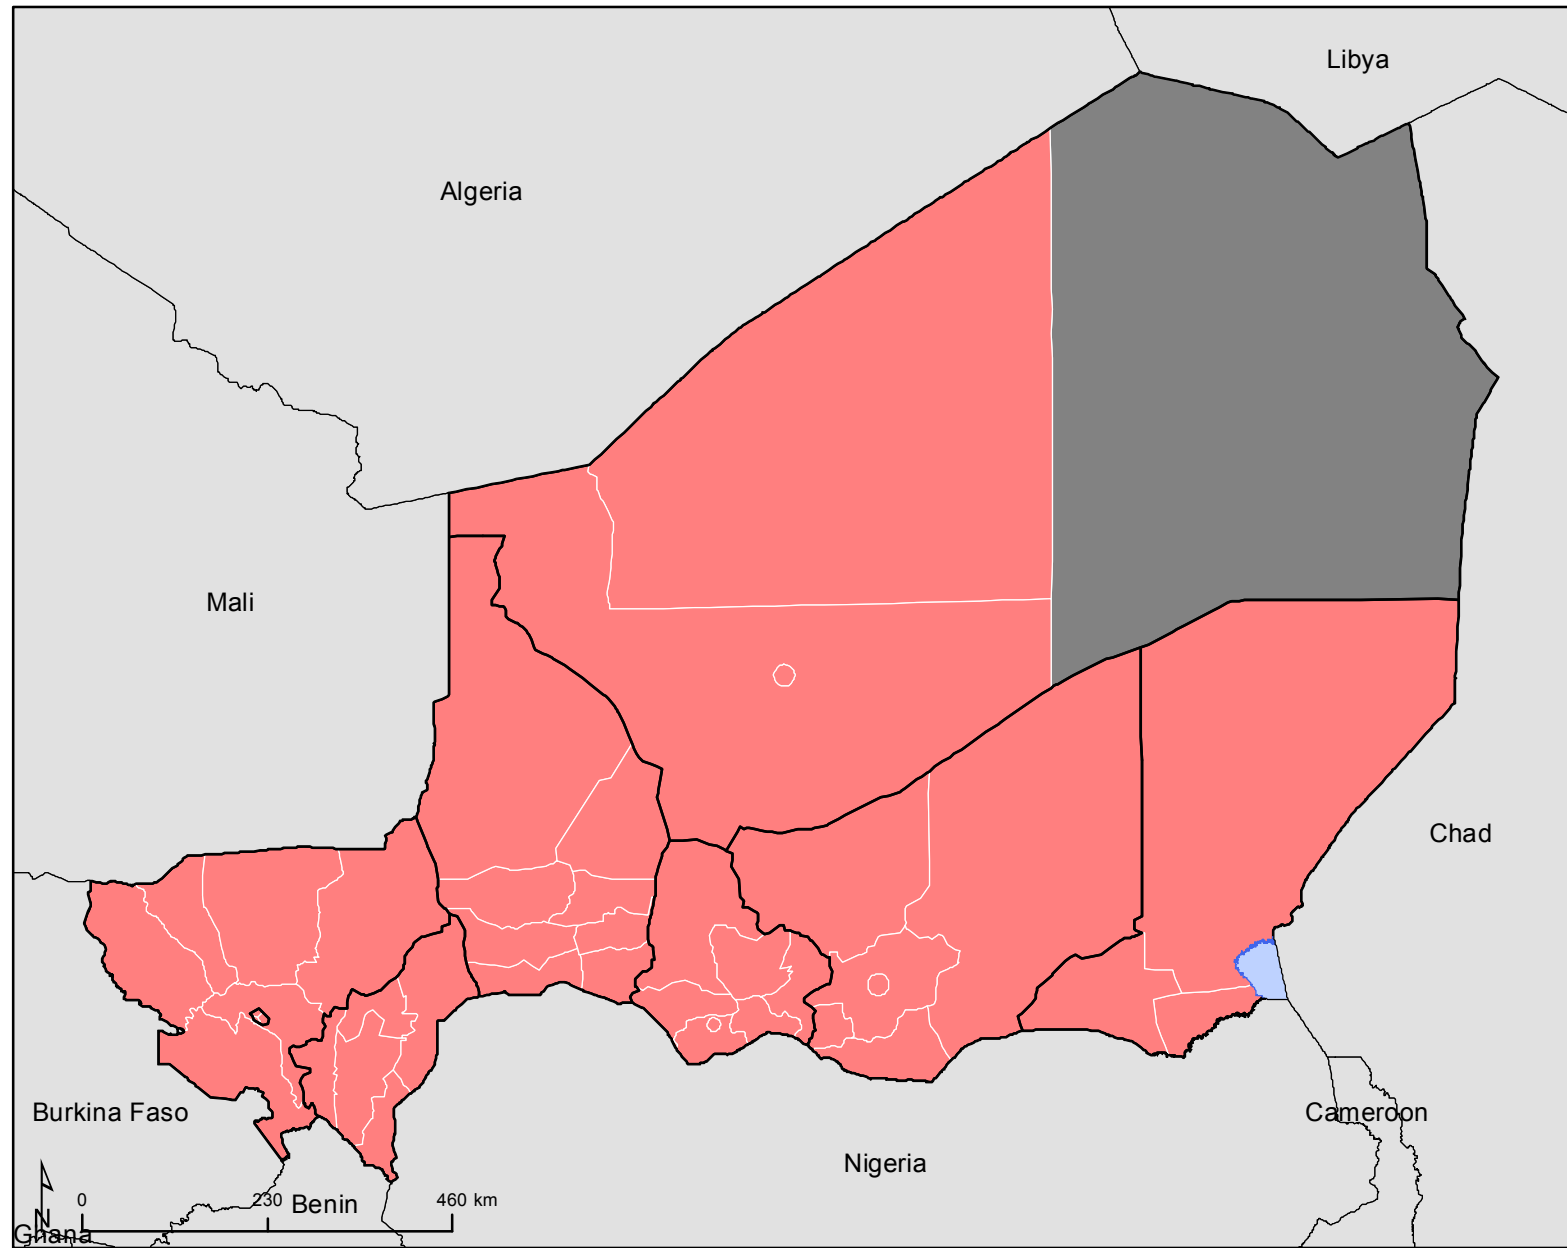 Libya
Algeria
Mali
Chad
Burkina Faso
Cameroon
Nigeria
0 230 460 km
Benin
N
Ghana